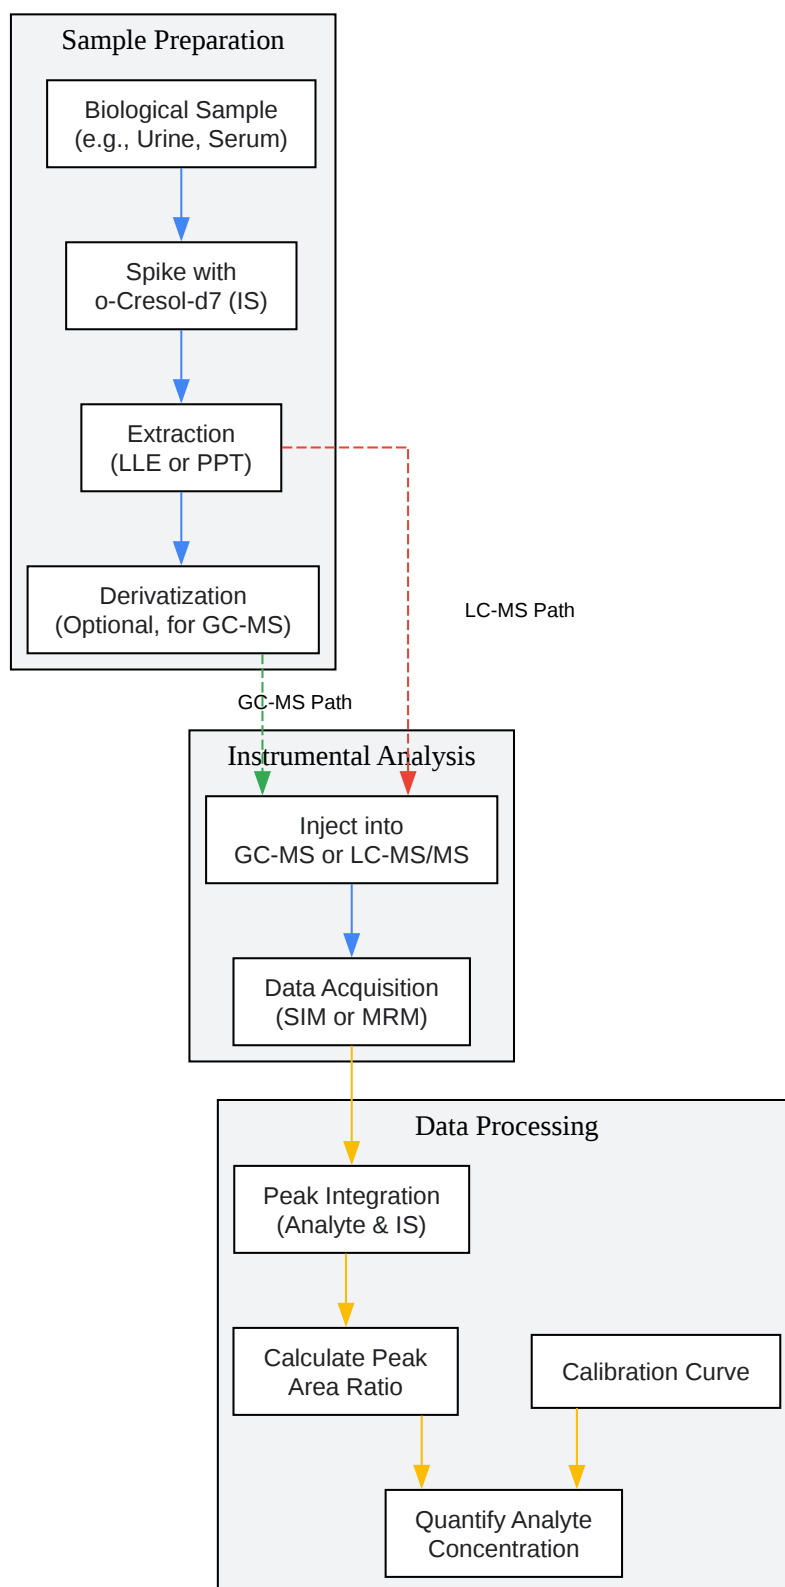 Sample Preparation
Biological Sample
(e.g., Urine, Serum)
Spike with
o-Cresol-d7 (IS)
Extraction
(LLE or PPT)
Derivatization
(Optional, for GC-MS)
LC-MS Path
GC-MS Path
Instrumental Analysis
Inject into
GC-MS or LC-MS/MS
Data Acquisition
(SIM or MRM)
Data Processing
Peak Integration
(Analyte & IS)
Calculate Peak
Area Ratio
Calibration Curve
Quantify Analyte
Concentration